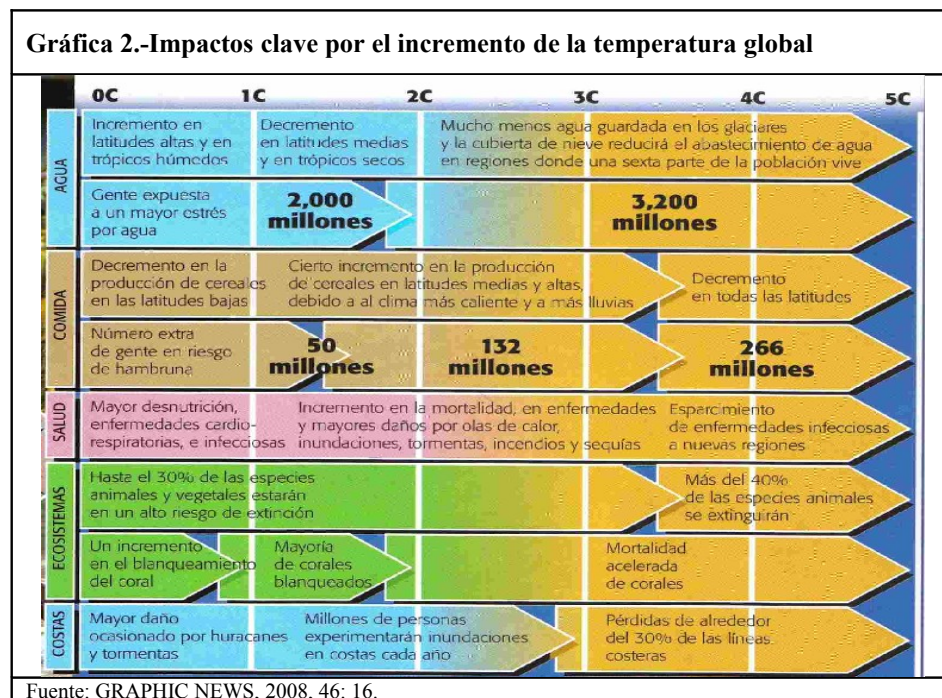 Gráfica 2.-Impactos clave por el incremento de la temperatura global
0C 1C 2C 3C 4C 5C
AGUA
Incremento en
latitudes altas y en
trópicos húmedos
Decremento
en latitudes medias
y en trópicos secos
Mucho menos agua guardada en los glaciares
y la cubierta de nieve reducirá el abastecimiento de agua
en regiones donde una sexta parte de la población vive
Gente expuesta
a un mayor estrés
por agua
2,000
millones
3,200
millones
COMIDA
Decremento en la
producción de cereales
en las latitudes bajas
Cierto incremento en la producción
de cereales en latitudes medias y altas,
debido a al clima más caliente y a más lluvias
Decremento
en todas las latitudes
Número extra
de gente en riesgo
de hambruna
50
millones
132
millones
266
millones
SALUD
Mayor desnutrición,
enfermedades cardio-
respiratorias, e infecciosas
Incremento en la mortalidad, en enfermedades
y mayores daños por olas de calor,
inundaciones, tormentas, incendios y sequías
Esparcimiento
de enfermedades infecciosas
a nuevas regiones
ECOSISTEMAS
Hasta el 30% de las especies
animales y vegetales estarán
en un alto riesgo de extinción
Más del 40%
de las especies animales
se extinguirán
Un incremento
en el blanqueamiento
del coral
Mayoría
de corales
blanqueados
Mortalidad
acelerada
de corales
COSTAS
Mayor daño
ocasionado por huracanes
y tormentas
Millones de personas
experimentarán inundaciones
en costas cada año
Pérdidas de alrededor
del 30% de las líneas
costeras
Fuente: GRAPHIC NEWS, 2008, 46: 16.